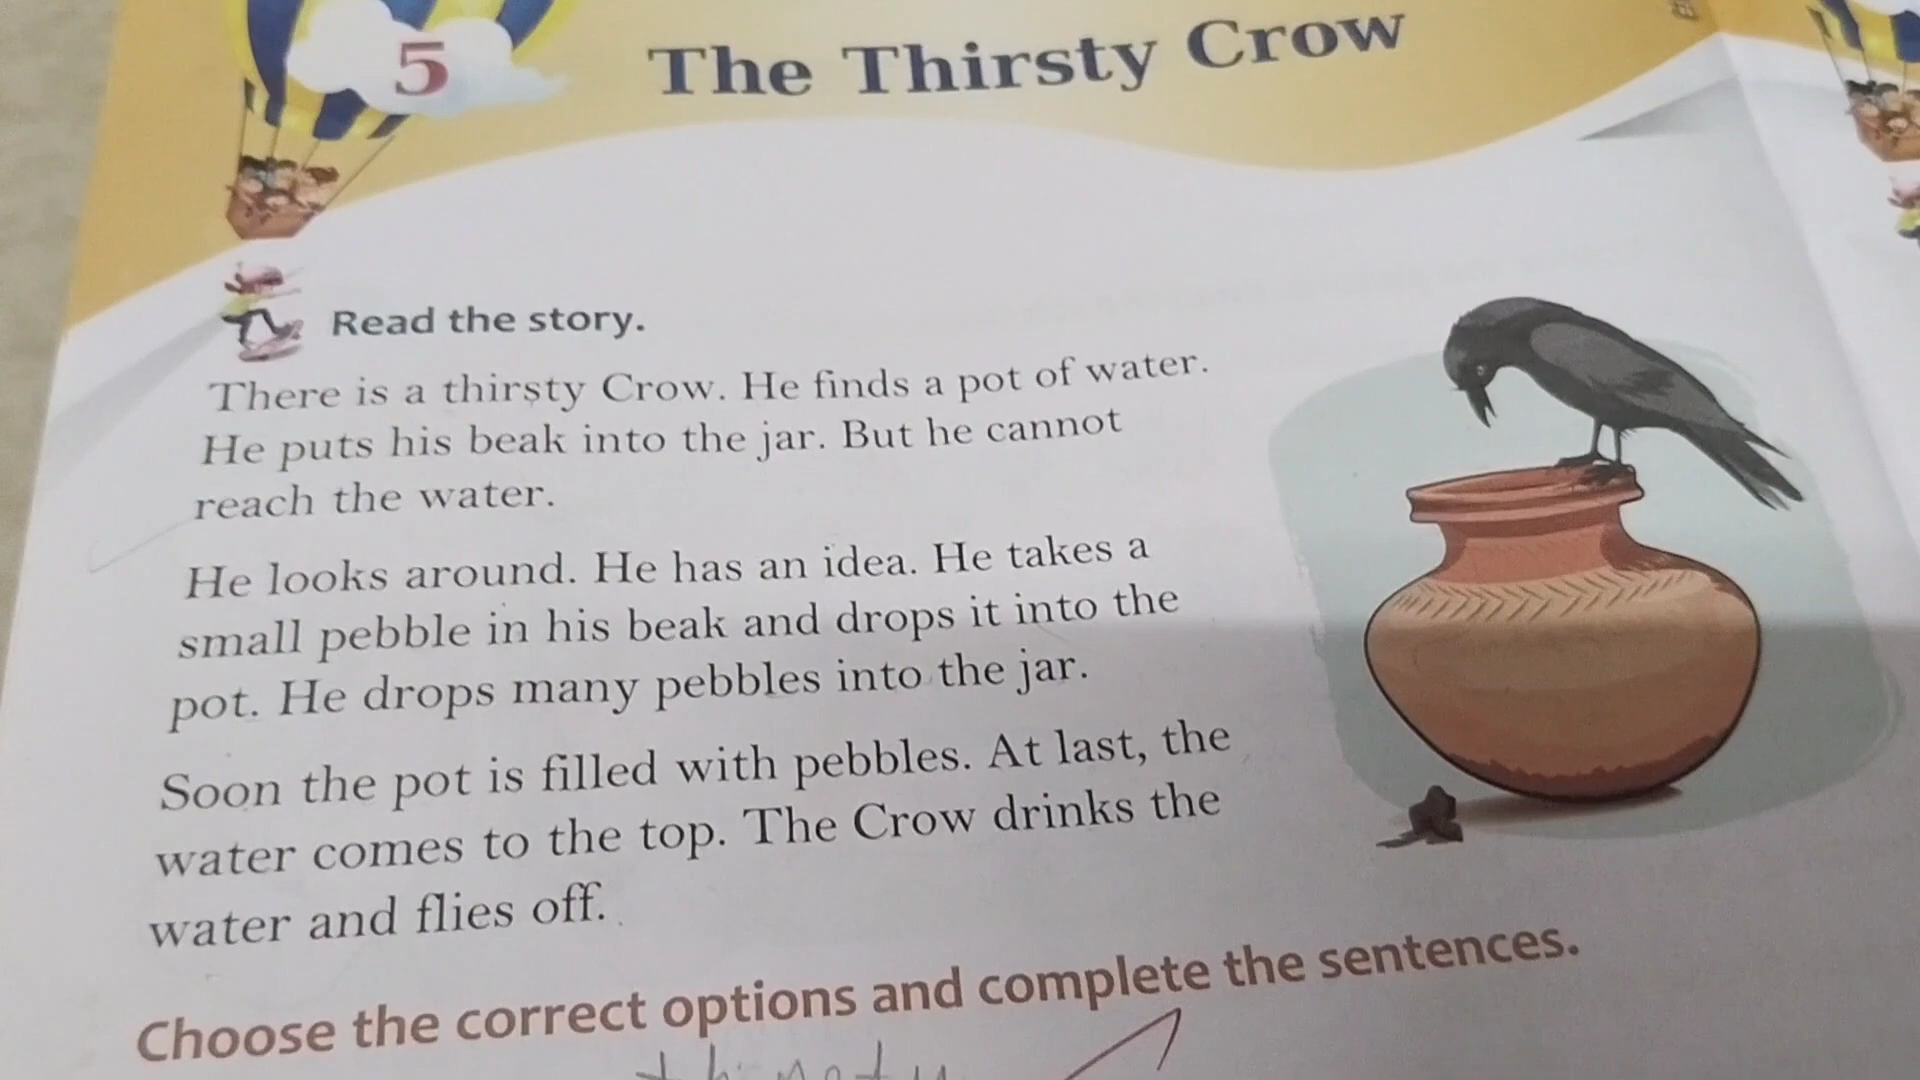 5
The Thirsty Crow
Read the story.
There is a thirsty Crow. He finds a pot of water.
He puts his beak into the jar. But he cannot
reach the water.
He looks around. He has an idea. He takes a
small pebble in his beak and drops it into the
pot. He drops many pebbles into the jar.
Soon the pot is filled with pebbles. At last, the
water comes to the top. The Crow drinks the
water and flies off.
Choose the correct options and complete the sentences.